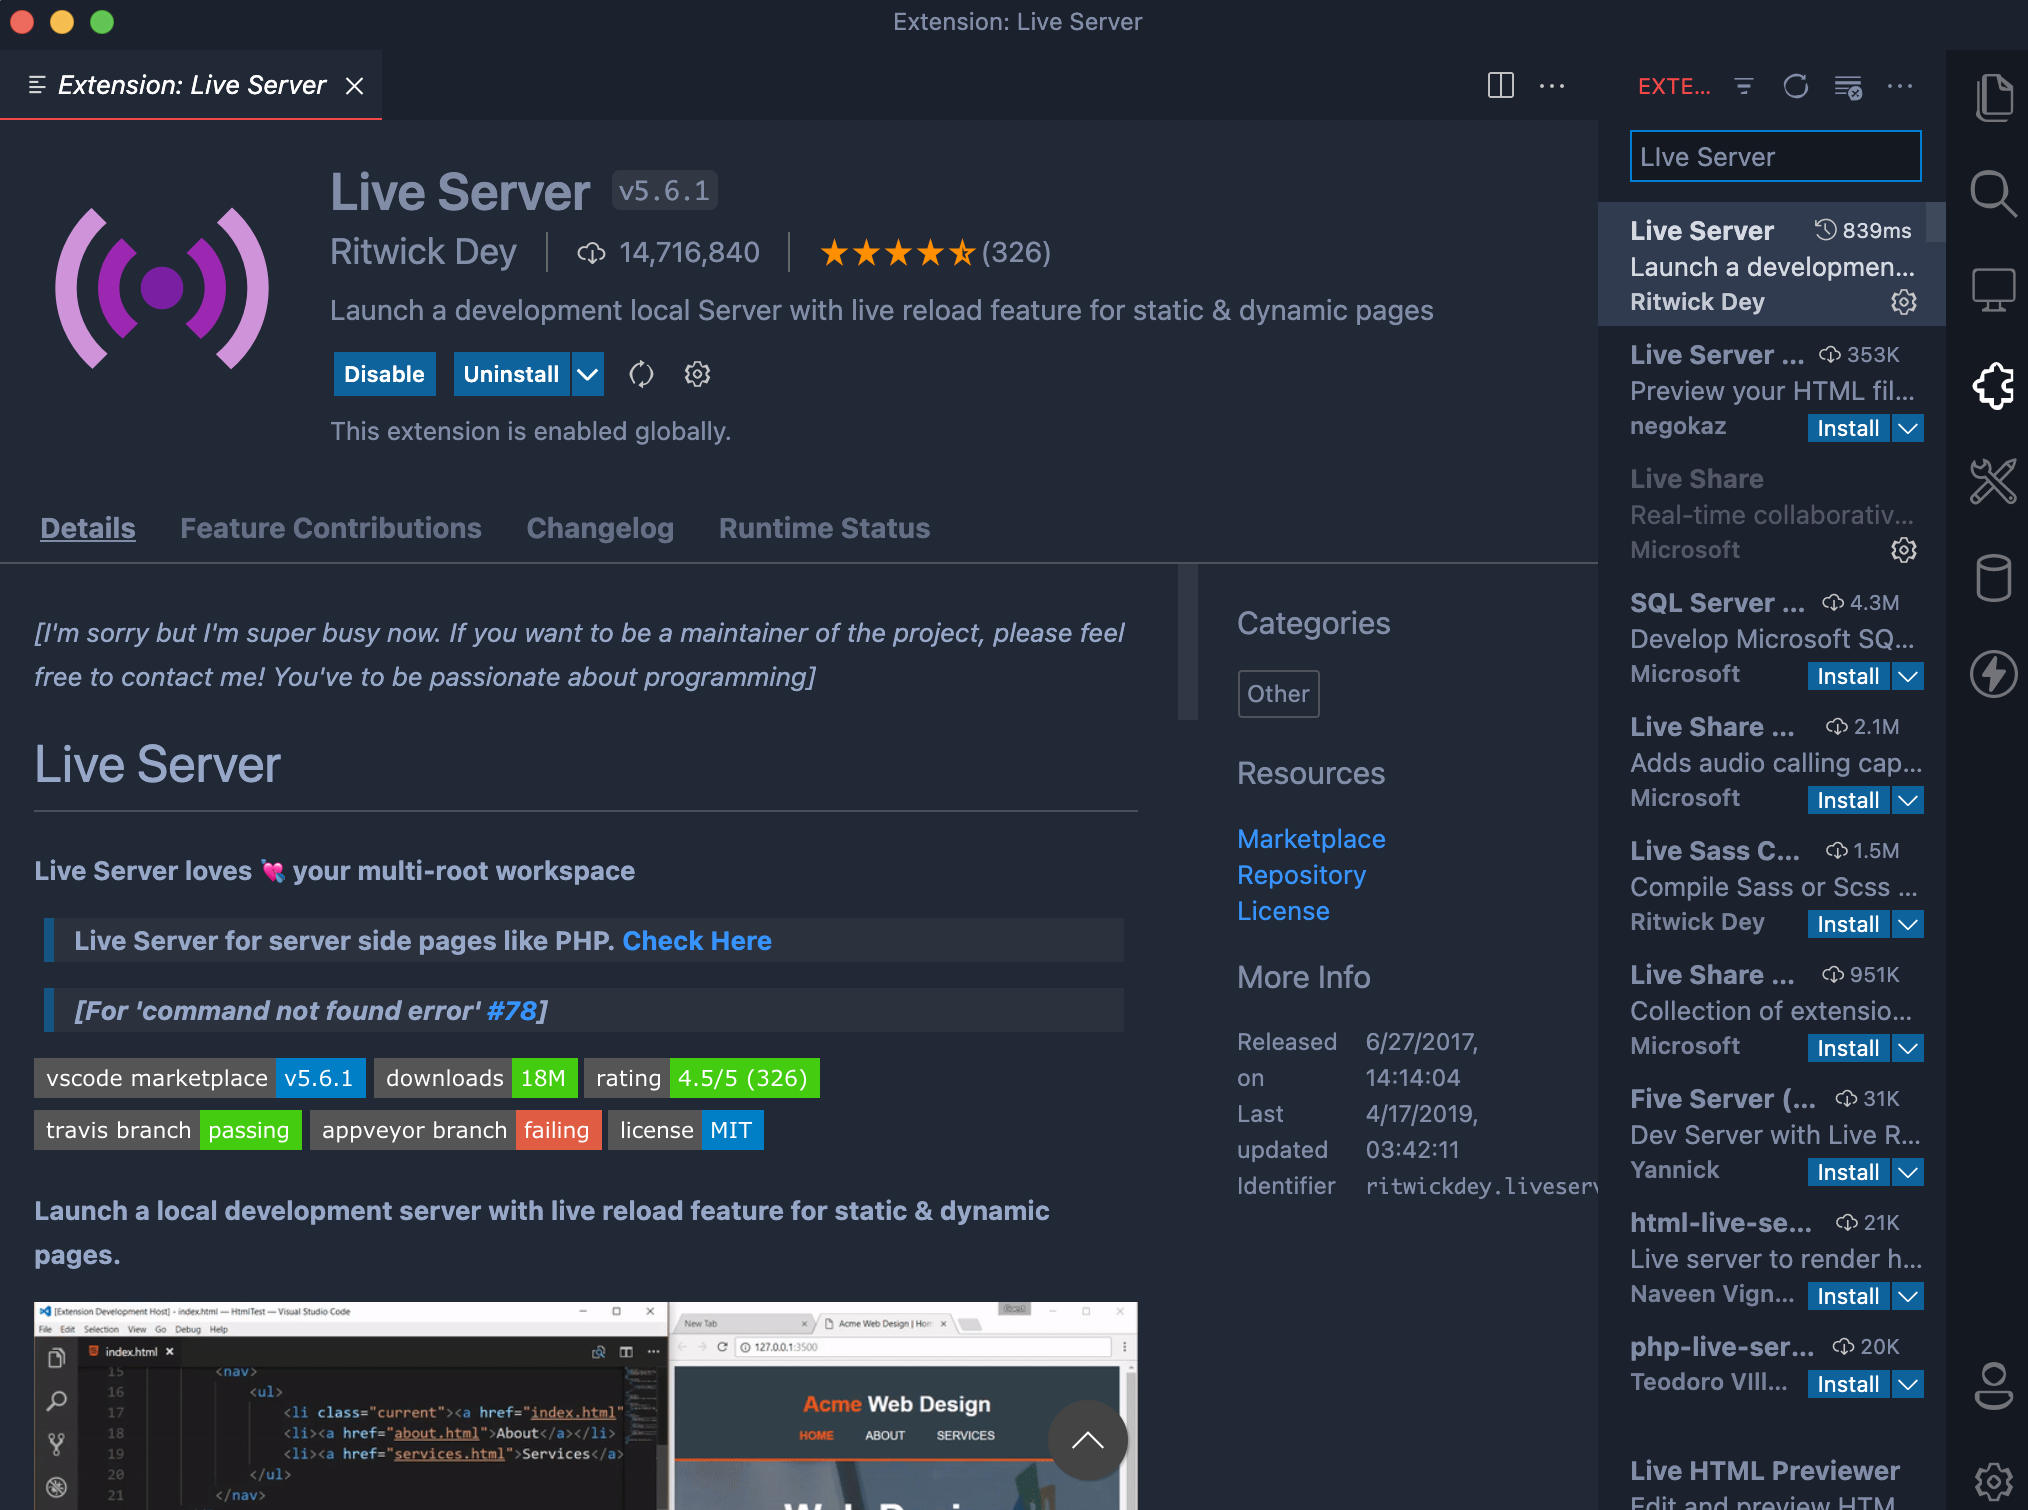 Extension: Live Server
Extension: Live Server
Live Server v5.6.1
Ritwick Dey 14,716,840 (326)
Launch a development local Server with live reload feature for static & dynamic pages
Disable Uninstall
This extension is enabled globally.
Details Feature Contributions Changelog Runtime Status
[I'm sorry but I'm super busy now. If you want to be a maintainer of the project, please feel
free to contact me! You've to be passionate about programming]
Live Server
Live Server loves 💘 your multi-root workspace
Live Server for server side pages like PHP. Check Here
[For 'command not found error' #78]
vscode marketplace v5.6.1 downloads 18M rating 4.5/5 (326)
travis branch passing appveyor branch failing license MIT
Launch a local development server with live reload feature for static & dynamic
pages.
[Extension Development Host] - index.html — HtmlTest — Visual Studio Code
File Edit Selection View Go Debug Help
index.html
15 <nav>
16 <ul>
17 <li class="current"><a href="index.html"
18 <li><a href="about.html">About</a></li>
19 <li><a href="services.html">Services</a>
20 </ul>
21 </nav>
Guest
New Tab
Acme Web Design | Hom
127.0.0.1:3500
Acme Web Design
HOME ABOUT SERVICES
Web Design
Categories
Other
Resources
Marketplace
Repository
License
More Info
Released 6/27/2017,
on 14:14:04
Last 4/17/2019,
updated 03:42:11
Identifier ritwickdey.liveserv
EXTE...
LIve Server
Live Server 839ms
Launch a developmen...
Ritwick Dey
Live Server ... 353K
Preview your HTML fil...
negokaz Install
Live Share
Real-time collaborativ...
Microsoft
SQL Server ... 4.3M
Develop Microsoft SQ...
Microsoft Install
Live Share ... 2.1M
Adds audio calling cap...
Microsoft Install
Live Sass C... 1.5M
Compile Sass or Scss ...
Ritwick Dey Install
Live Share ... 951K
Collection of extensio...
Microsoft Install
Five Server (... 31K
Dev Server with Live R...
Yannick Install
html-live-se... 21K
Live server to render h...
Naveen Vign... Install
php-live-ser... 20K
Teodoro VIll... Install
Live HTML Previewer
Edit and preview HTM